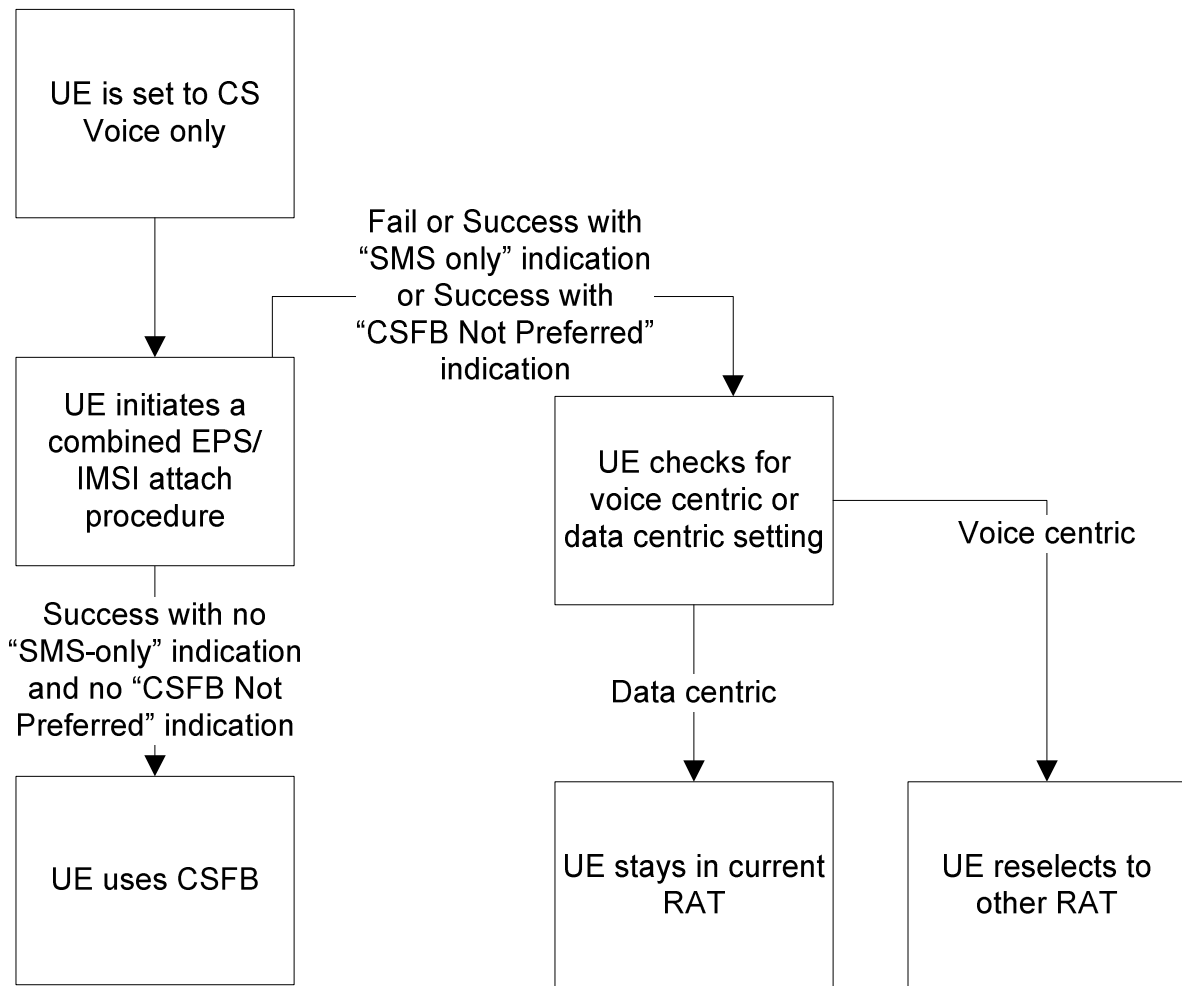 UE is set to CS
Voice only
Fail or Success with
“SMS only” indication
or Success with
“CSFB Not Preferred”
indication
UE initiates a
combined EPS/
IMSI attach
procedure
UE checks for
voice centric or
data centric setting
Voice centric
Success with no
“SMS-only” indication
and no “CSFB Not
Preferred” indication
Data centric
UE uses CSFB
UE stays in current
RAT
UE reselects to
other RAT